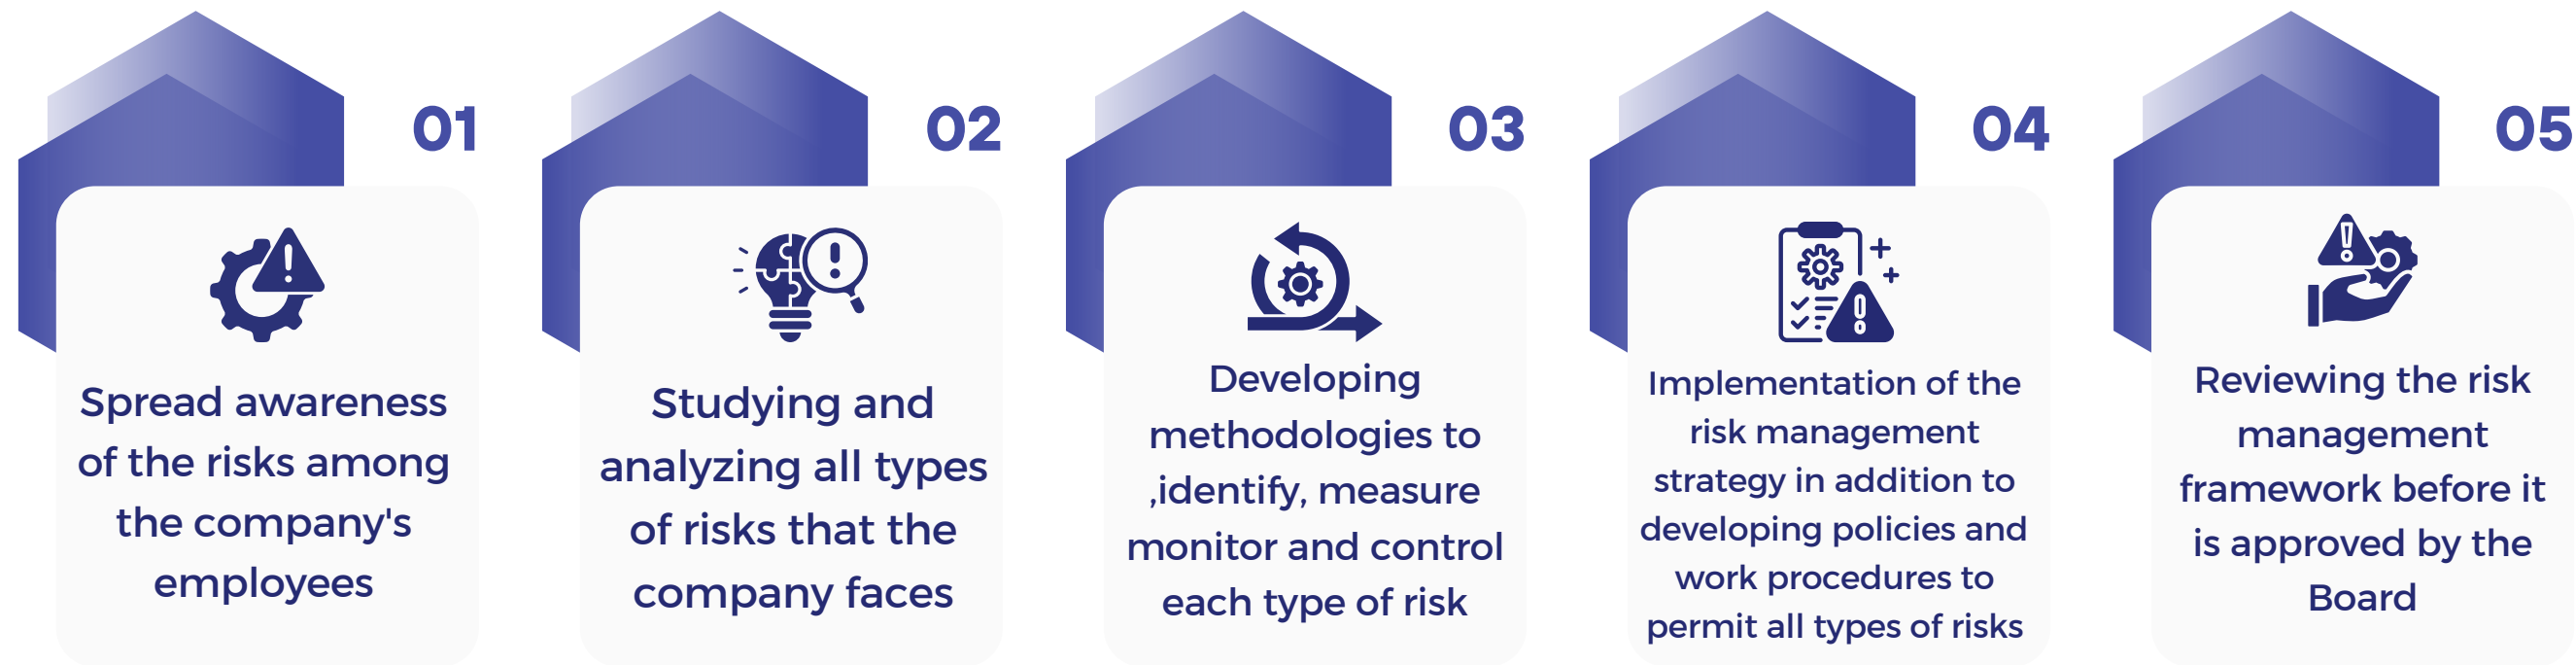 01
Spread awareness
of the risks among
the company's
employees
02
Studying and
analyzing all types
of risks that the
company faces
03
Developing
methodologies to
,identify, measure
monitor and control
each type of risk
04
Implementation of the
risk management
strategy in addition to
developing policies and
work procedures to
permit all types of risks
05
Reviewing the risk
management
framework before it
is approved by the
Board